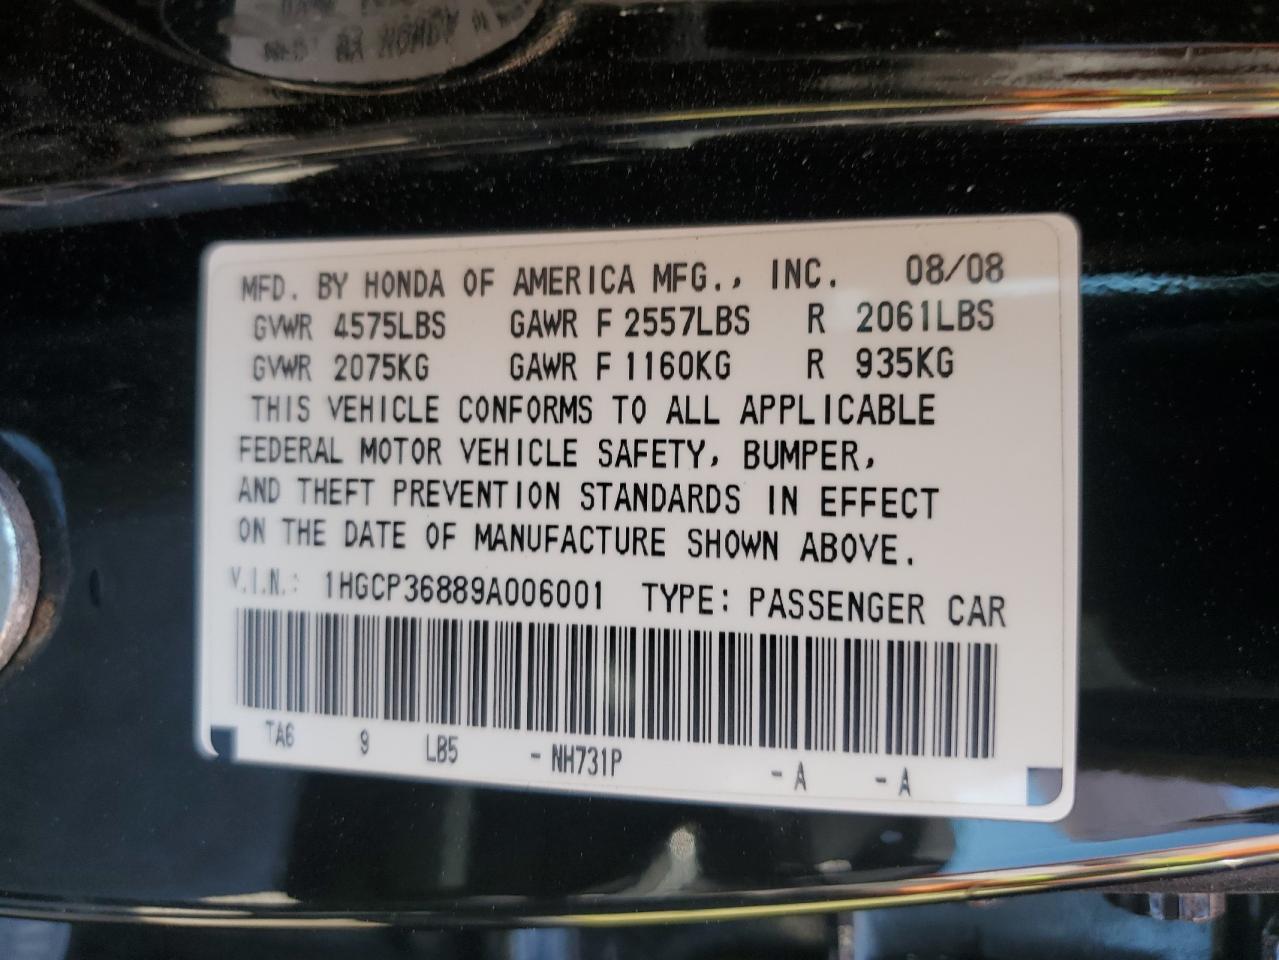 MFD. BY HONDA OF AMERICA MFG., INC. 08/08
GVWR 4575LBS GAWR F 2557LBS R 2061LBS
GVWR 2075KG GAWR F 1160KG R 935KG
THIS VEHICLE CONFORMS TO ALL APPLICABLE
FEDERAL MOTOR VEHICLE SAFETY, BUMPER,
AND THEFT PREVENTION STANDARDS IN EFFECT
ON THE DATE OF MANUFACTURE SHOWN ABOVE.
V.I.N.: 1HGCP36889A006001 TYPE: PASSENGER CAR
TA6 9 LB5 - NH731P - A - A